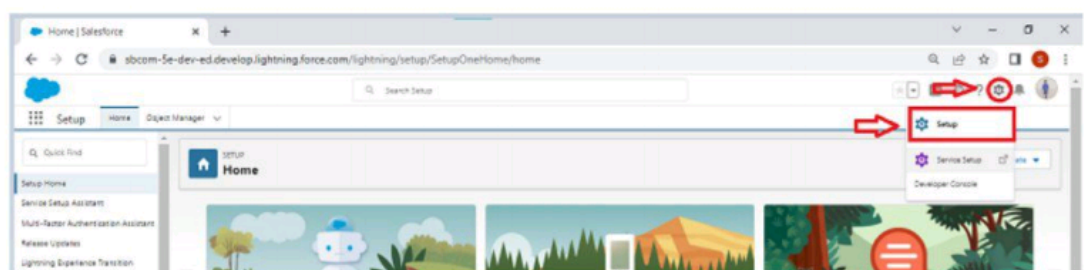 Home | Salesforce
sbcom-5e-dev-ed.develop.lightning.force.com/lightning/setup/SetupOneHome/home
S
Search Setup
?
Setup Home Object Manager
Setup
Quick Find
SETUP
Home
Service Setup
Developer Console
Setup Home
Service Setup Assistant
Multi-Factor Authentication Assistant
Release Updates
Lightning Experience Transition